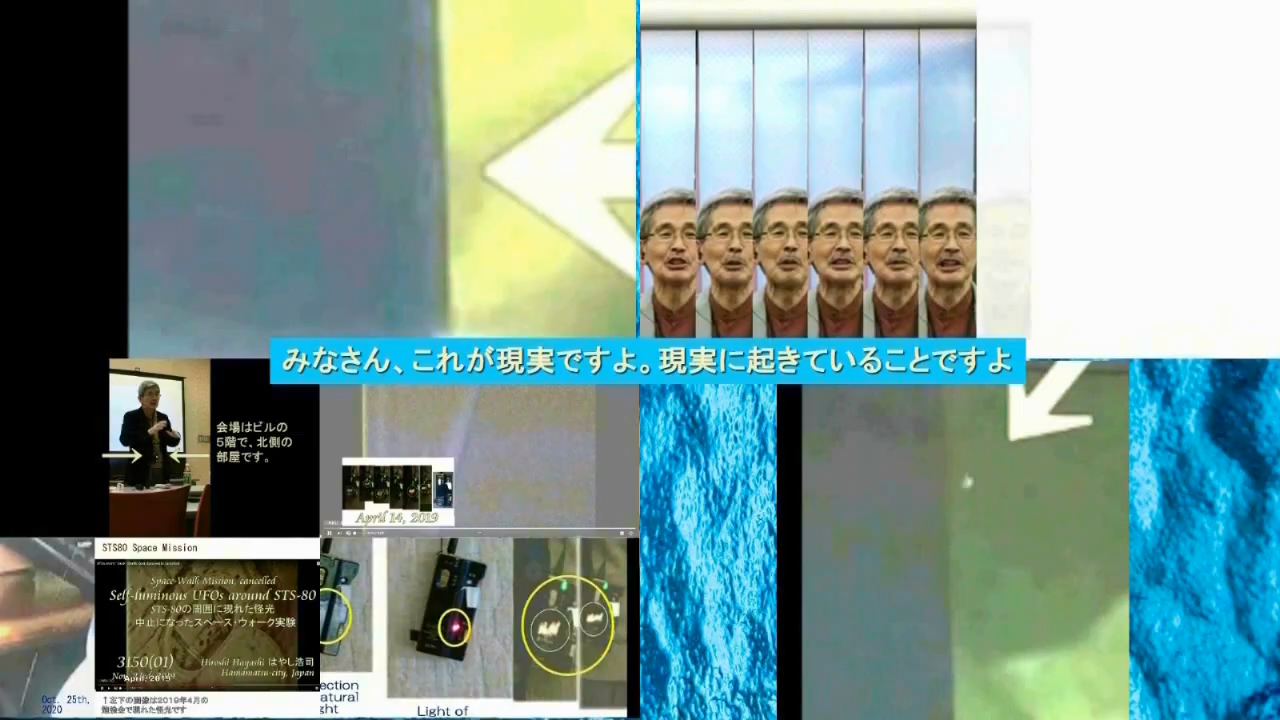 みなさん、これが現実ですよ。現実に起きていることですよ
会場はビルの
5階で、北側の
部屋です。
April 14, 2019
STS80 Space Mission
Space-Walk Mission, cancelled
Self-luminous UFOs around STS-80
STS-80の周囲に現れた怪光
中止になったスペース・ウォーク実験
3150(01)
Hiroshi Hayashi はやし浩司
Hamamatsu-city, Japan
Oct. 25th,
2020
↑左下の画像は2019年4月の
勉強会で現れた怪光です
ection
atural
ght
Light of